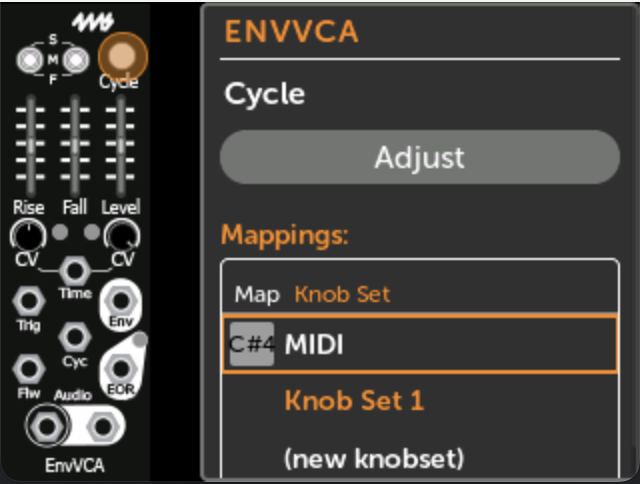 4ms
S
M
F
Cycle
Rise Fall Level
CV CV
Time
Trig Env
Cyc
Flw EOR
Audio
EnvVCA
ENVVCA
Cycle
Adjust
Mappings:
Map Knob Set
C#4 MIDI
Knob Set 1
(new knobset)